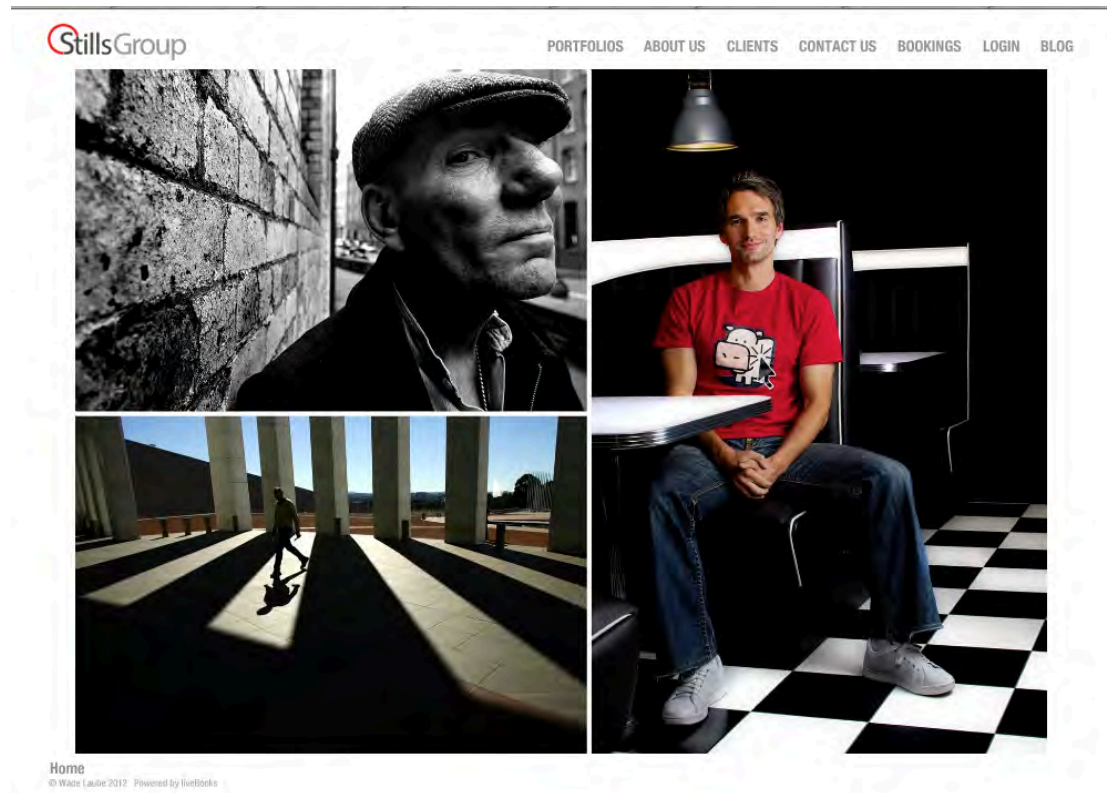 StillsGroup
PORTFOLIOS ABOUT US CLIENTS CONTACT US BOOKINGS LOGIN BLOG
Home
© Wade Laube 2012 Powered by liveBooks